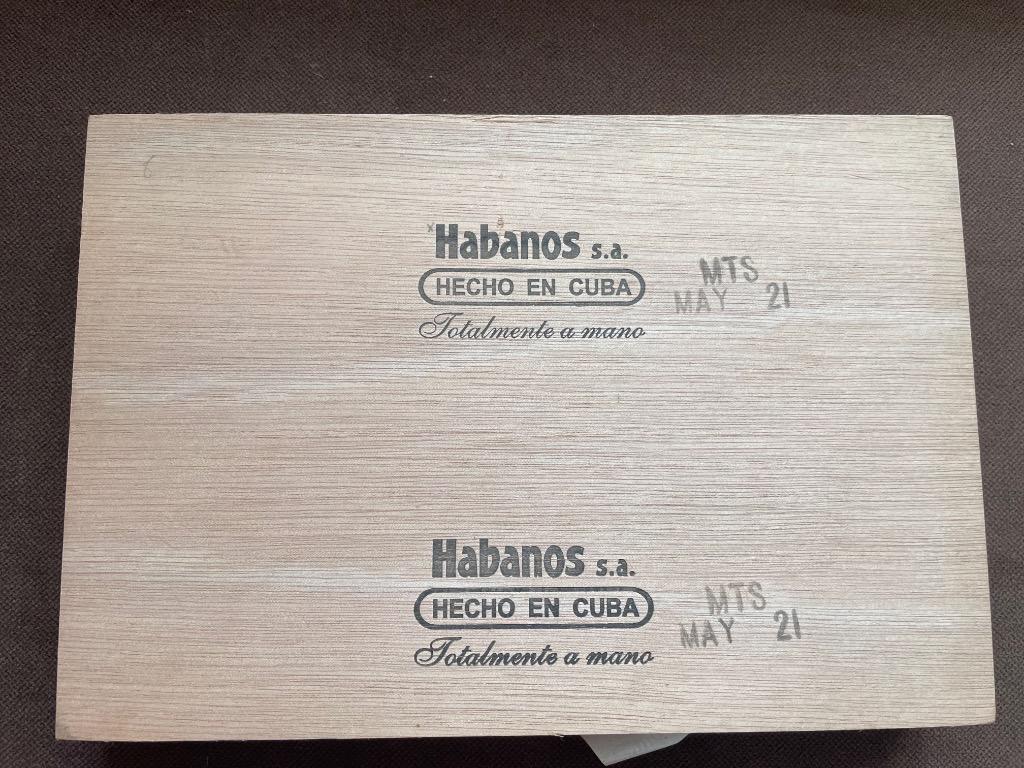 Habanos s.a.
HECHO EN CUBA
Totalmente a mano
MTS
MAY 21
Habanos s.a.
HECHO EN CUBA
Totalmente a mano
MTS
MAY 21